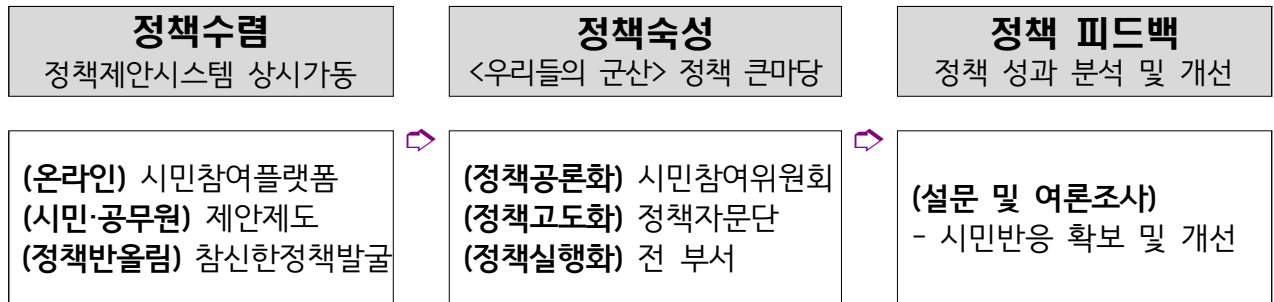 정책수렴
정책제안시스템 상시가동
정책숙성
<우리들의 군산> 정책 큰마당
정책 피드백
정책 성과 분석 및 개선
(온라인) 시민참여플랫폼
(시민·공무원) 제안제도
(정책반올림) 참신한정책발굴
(정책공론화) 시민참여위원회
(정책고도화) 정책자문단
(정책실행화) 전 부서
(설문 및 여론조사)
- 시민반응 확보 및 개선